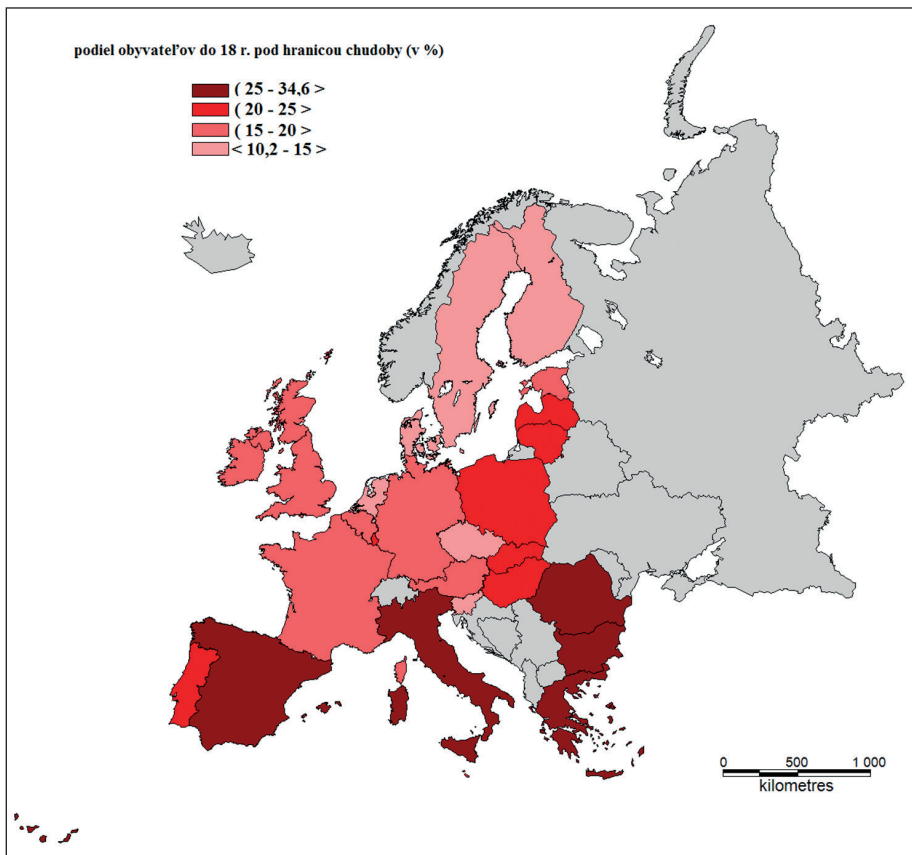 podiel obyvateľov do 18 r. pod hranicou chudoby (v %)
( 25 - 34,6 >
( 20 - 25 >
( 15 - 20 >
< 10,2 - 15 >
0 500 1 000
kilometres